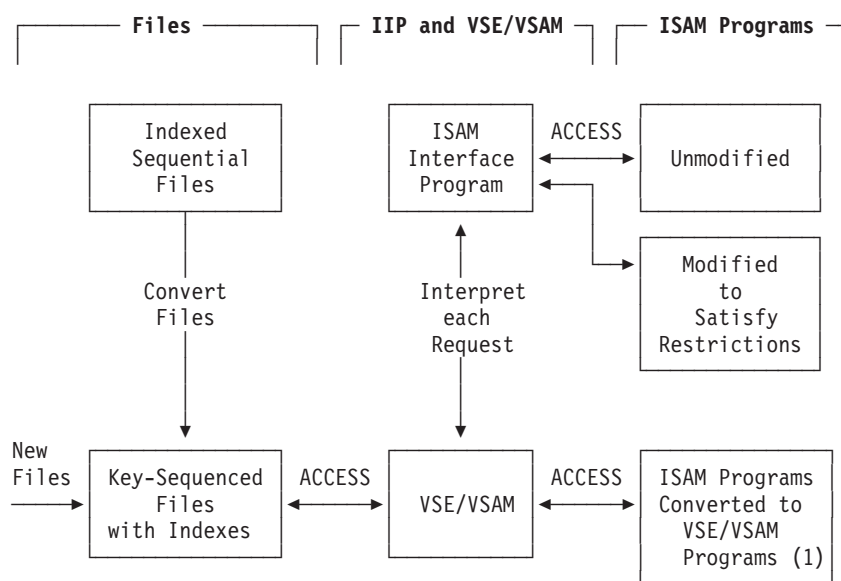 Files
IIP and VSE/VSAM
ISAM Programs
Indexed
Sequential
Files
ISAM
Interface
Program
ACCESS
Unmodified
Convert
Files
Interpret
each
Request
Modified
to
Satisfy
Restrictions
New
Files
Key-Sequenced
Files
with Indexes
ACCESS
VSE/VSAM
ACCESS
ISAM Programs
Converted to
VSE/VSAM
Programs (1)